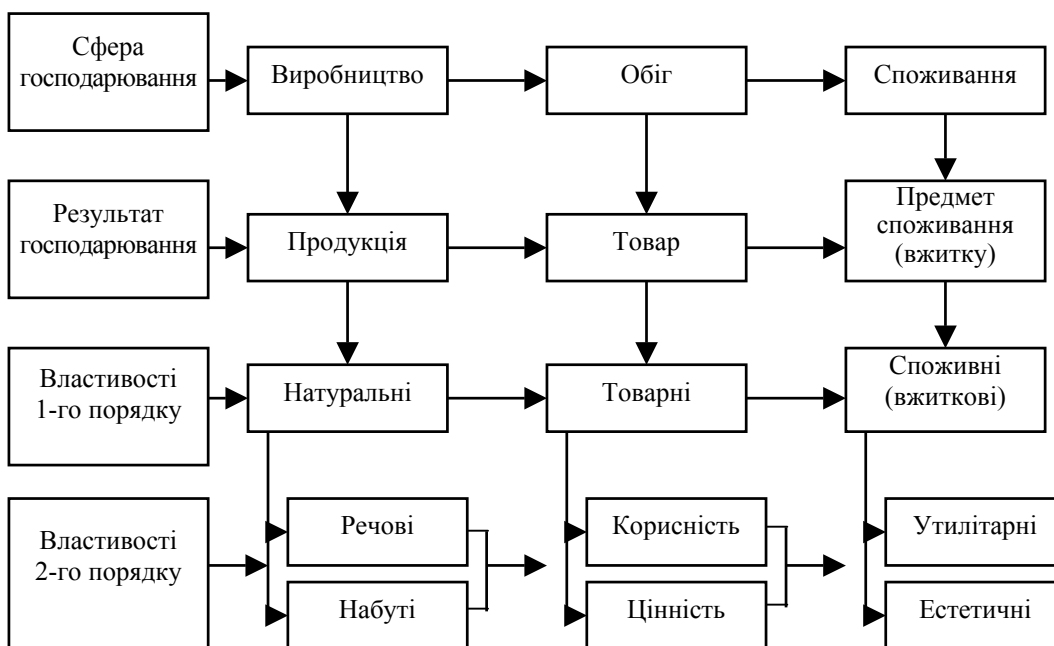 Сфера
господарювання
Виробництво
Обіг
Споживання
Результат
господарювання
Продукція
Товар
Предмет
споживання
(вжитку)
Властивості
1-го порядку
Натуральні
Товарні
Споживні
(вжиткові)
Властивості
2-го порядку
Речові
Корисність
Утилітарні
Набуті
Цінність
Естетичні